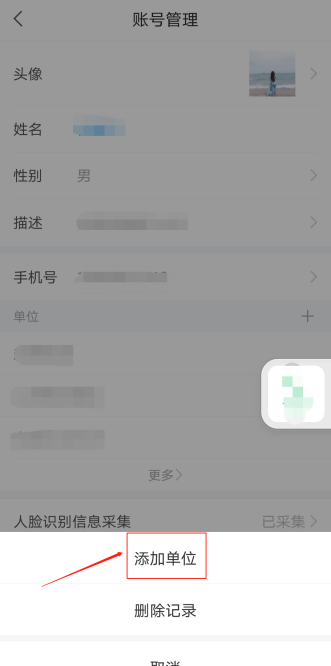 账号管理
头像
姓名
性别 男
描述
手机号
单位
更多
人脸识别信息采集 已采集
添加单位
删除记录
取消